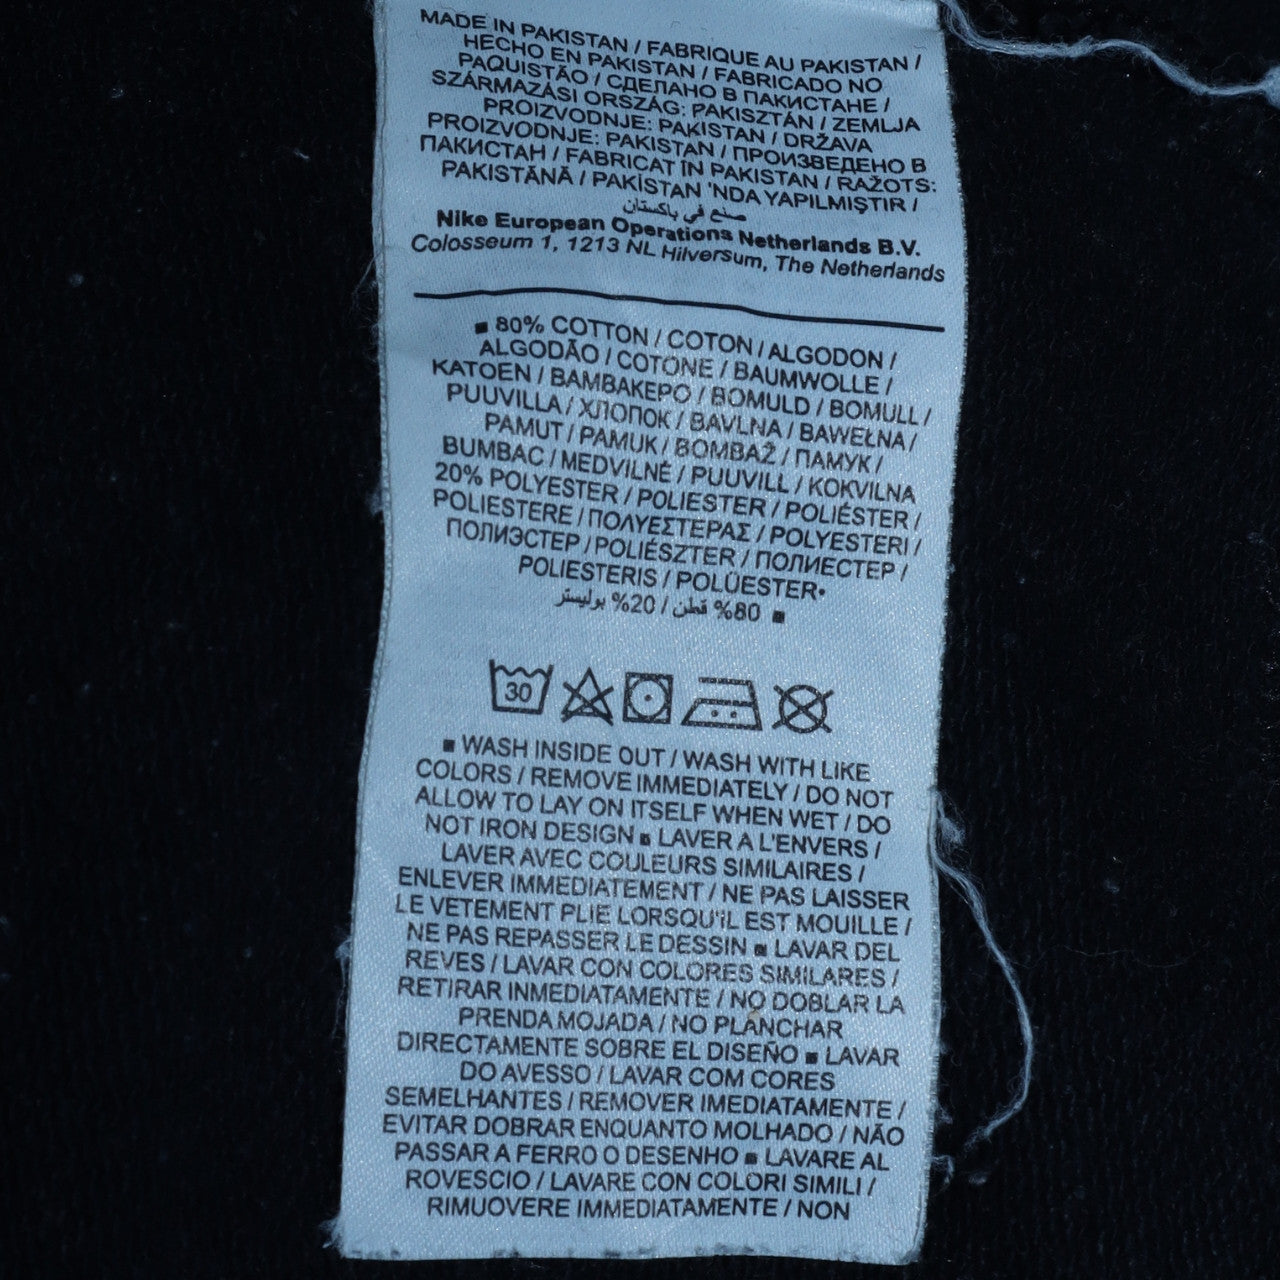 MADE IN PAKISTAN / FABRIQUE AU PAKISTAN /
HECHO EN PAKISTAN / FABRICADO NO
PAQUISTÃO / СДЕЛАНО В ПАКИСТАНЕ /
SZÁRMAZÁSI ORSZÁG: PAKISZTÁN / ZEMLJA
PROIZVODNJE: PAKISTAN / DRŽAVA
PROIZVODNJE: PAKISTAN / ПРОИЗВЕДЕНО В
ПАКИСТАН / FABRICAT ÎN PAKISTAN / RAŽOTS:
PAKISTĀNĀ / PAKİSTAN 'NDA YAPILMIŞTIR /
صنع في باكستان
Nike European Operations Netherlands B.V.
Colosseum 1, 1213 NL Hilversum, The Netherlands
▪ 80% COTTON / COTON / ALGODON /
ALGODÃO / COTONE / BAUMWOLLE /
KATOEN / ΒΑΜΒΑΚΕΡΟ / BOMULD / BOMULL /
PUUVILLA / ХЛОПОК / BAVLNA / BAWEŁNA /
PAMUT / PAMUK / BOMBAŽ / ПАМУК /
BUMBAC / MEDVILNĖ / PUUVILL / KOKVILNA
20% POLYESTER / POLIESTER / POLIÉSTER /
POLIESTERE / ΠΟΛΥΕΣΤΕΡΑΣ / POLYESTERI /
ПОЛИЭСТЕР / POLIÉSZTER / ПОЛИЕСТЕР /
POLIESTERIS / POLÜESTER•
▪ 80% قطن / 20% بوليستر
30
▪ WASH INSIDE OUT / WASH WITH LIKE
COLORS / REMOVE IMMEDIATELY / DO NOT
ALLOW TO LAY ON ITSELF WHEN WET / DO
NOT IRON DESIGN ▪ LAVER A L'ENVERS /
LAVER AVEC COULEURS SIMILAIRES /
ENLEVER IMMEDIATEMENT / NE PAS LAISSER
LE VETEMENT PLIE LORSQU'IL EST MOUILLE /
NE PAS REPASSER LE DESSIN ▪ LAVAR DEL
REVES / LAVAR CON COLORES SIMILARES /
RETIRAR INMEDIATAMENTE / NO DOBLAR LA
PRENDA MOJADA / NO PLANCHAR
DIRECTAMENTE SOBRE EL DISEÑO ▪ LAVAR
DO AVESSO / LAVAR COM CORES
SEMELHANTES / REMOVER IMEDIATAMENTE /
EVITAR DOBRAR ENQUANTO MOLHADO / NÃO
PASSAR A FERRO O DESENHO ▪ LAVARE AL
ROVESCIO / LAVARE CON COLORI SIMILI /
RIMUOVERE IMMEDIATAMENTE / NON